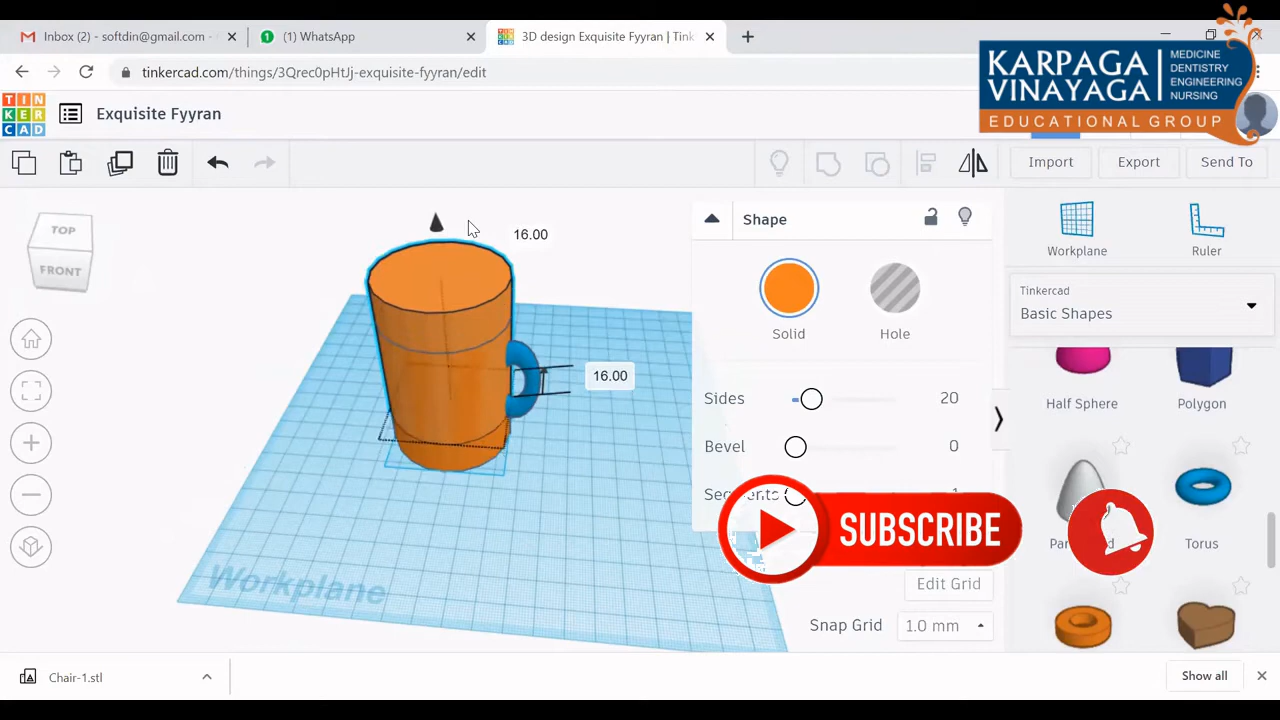 Inbox (2) - softdin@gmail.com -
(1) WhatsApp
3D design Exquisite Fyyran | Tink
tinkercad.com/things/3Qrec0pHtJj-exquisite-fyyran/edit
KARPAGA
VINAYAGA
MEDICINE
DENTISTRY
ENGINEERING
NURSING
EDUCATIONAL GROUP
TIN
KER
CAD
Exquisite Fyyran
Import
Export
Send To
TOP
FRONT
16.00
16.00
Workplane
Shape
Solid
Hole
Sides
20
Bevel
0
Segments
1
SUBSCRIBE
Edit Grid
Snap Grid
1.0 mm
Workplane
Ruler
Tinkercad
Basic Shapes
Half Sphere
Polygon
Torus
Chair-1.stl
Show all